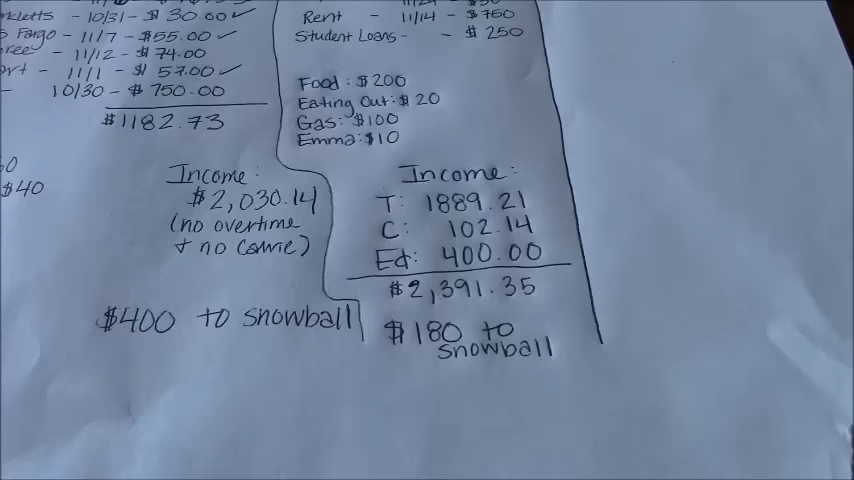 - 10/31 - $30.00 ✓
Fargo - 11/7 - $55.00 ✓
- 11/12 - $74.00
- 11/1 - $57.00 ✓
- 10/30 - $750.00
$1182.73
$40
Income:
$2,030.14
(no overtime
+ no
$400 to snowball
Rent - 11/14 - $750
Student Loans - - $250
Food: $200
Eating Out: $20
Gas: $100
Emma: $10
Income:
T: 1889.21
C: 102.14
Ed: 400.00
$2,391.35
$180 to
snowball